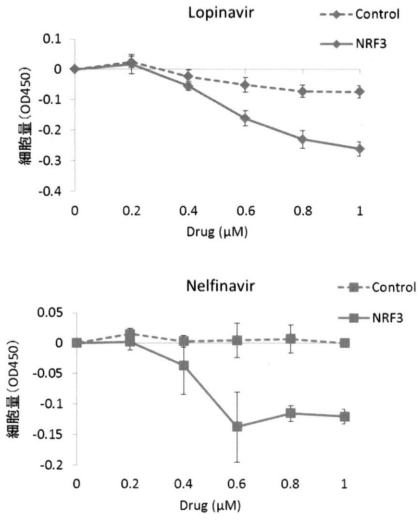 Lopinavir
Control
NRF3
0.1
0
-0.1
-0.2
-0.3
-0.4
細胞量(OD450)
0 0.2 0.4 0.6 0.8 1
Drug (μM)
Nelfinavir
Control
NRF3
0.05
0
-0.05
-0.1
-0.15
-0.2
細胞量(OD450)
0 0.2 0.4 0.6 0.8 1
Drug (μM)